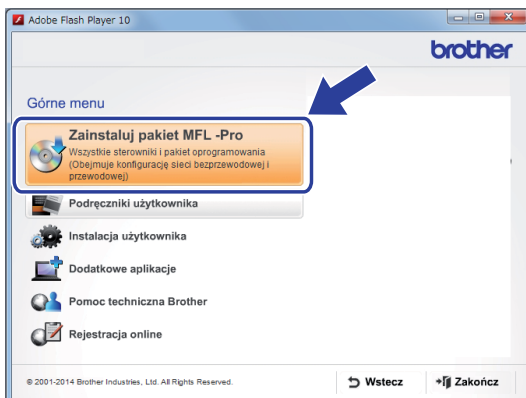 Adobe Flash Player 10
brother
Górne menu
Zainstaluj pakiet MFL -Pro
Wszystkie sterowniki i pakiet oprogramowania
(Obejmuje konfigurację sieci bezprzewodowej i
przewodowej)
Podręczniki użytkownika
Instalacja użytkownika
Dodatkowe aplikacje
Pomoc techniczna Brother
Rejestracja online
© 2001-2014 Brother Industries, Ltd. All Rights Reserved.
Wstecz
Zakończ